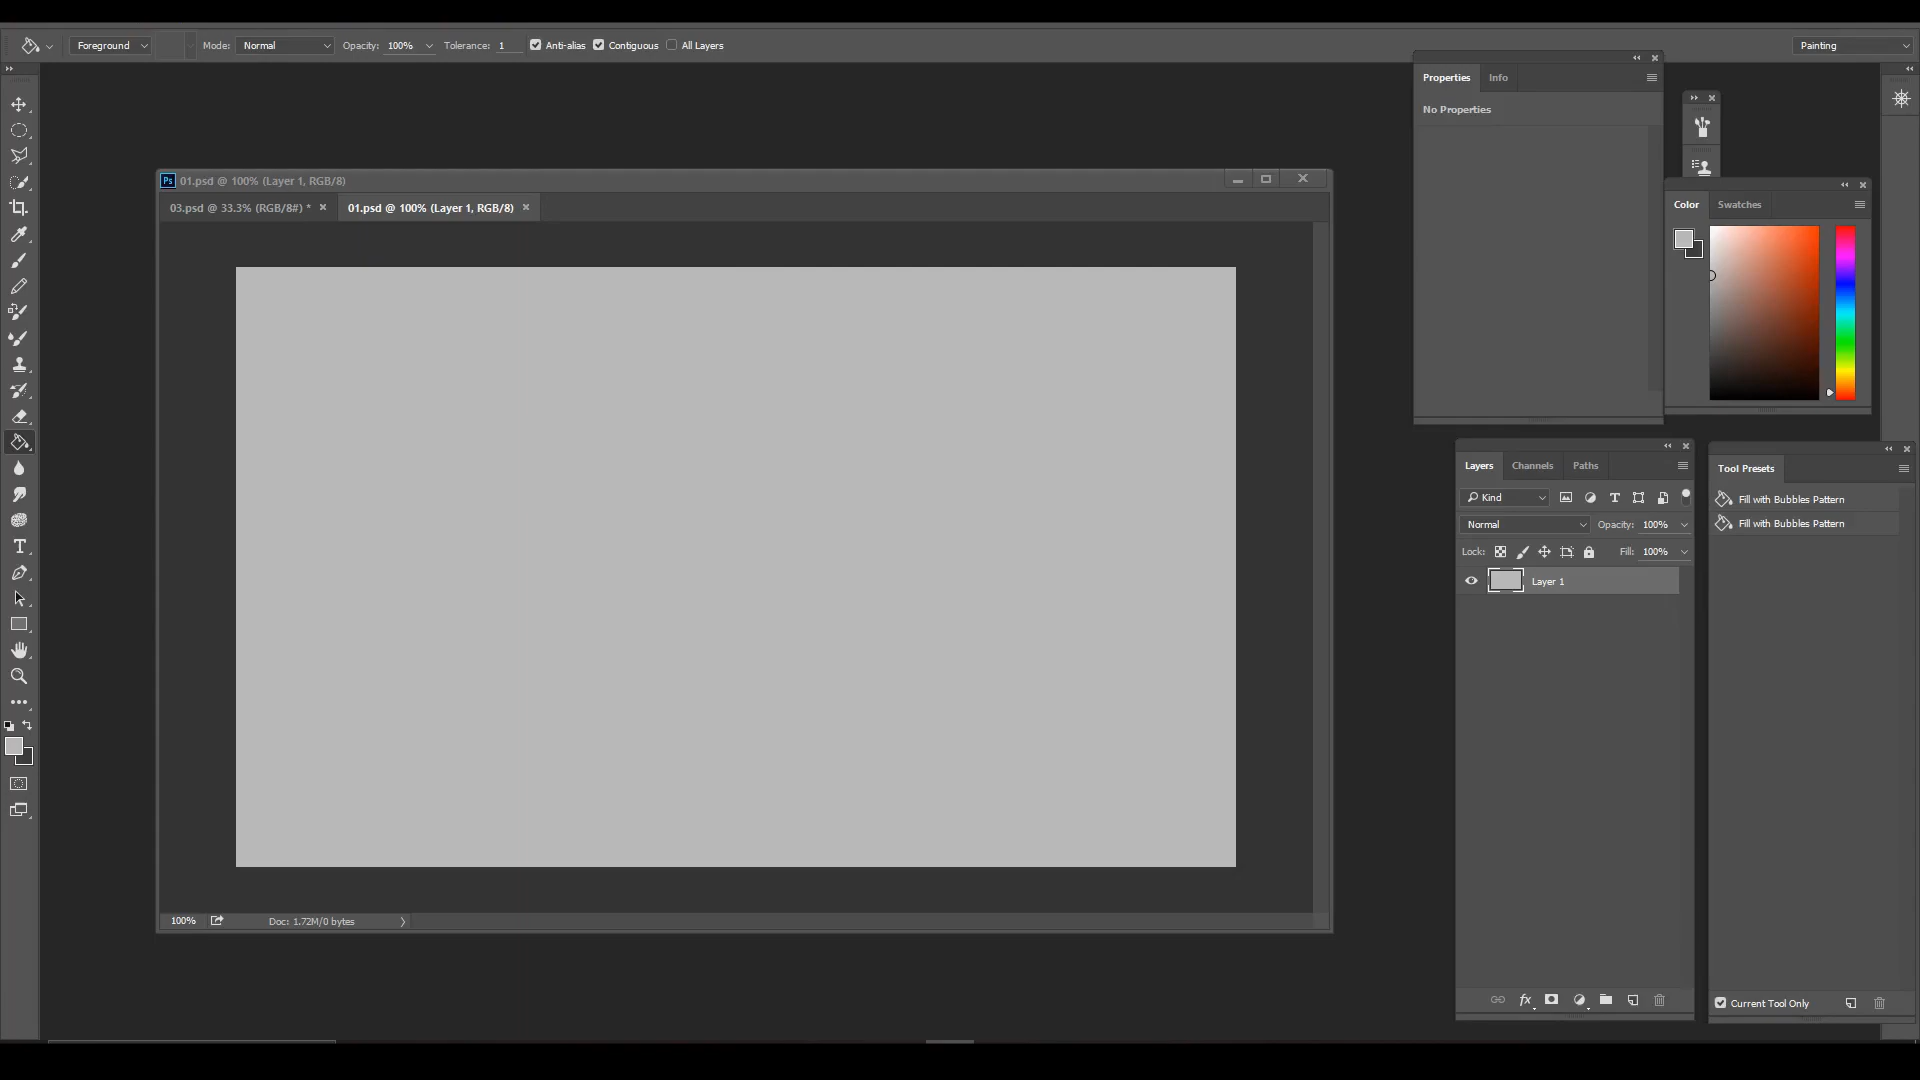 Foreground
Mode: Normal
Opacity: 100%
Tolerance: 1
Anti-alias
Contiguous
All Layers
Painting
Properties Info
No Properties
Ps 01.psd @ 100% (Layer 1, RGB/8)
03.psd @ 33.3% (RGB/8#) *
01.psd @ 100% (Layer 1, RGB/8)
Color Swatches
Layers Channels Paths
Kind
Normal
Opacity: 100%
Lock:
Fill: 100%
Layer 1
Tool Presets
Fill with Bubbles Pattern
Fill with Bubbles Pattern
Current Tool Only
100%
Doc: 1.72M/0 bytes